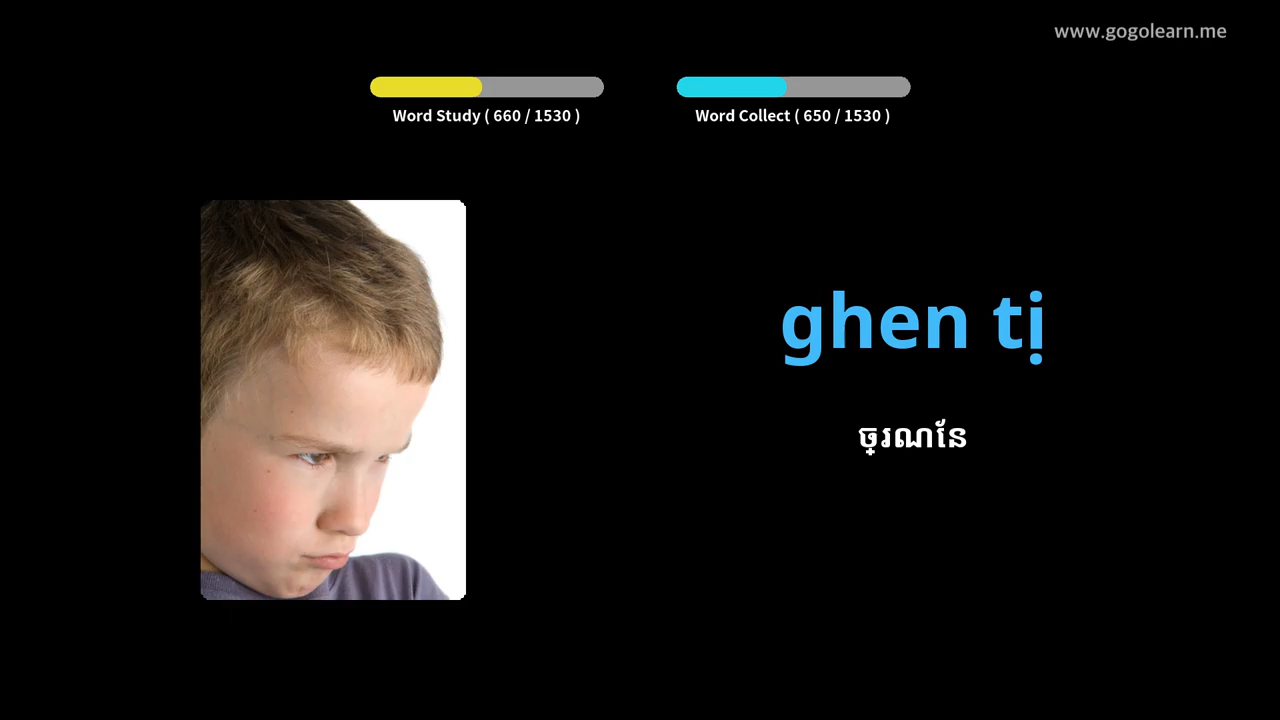 www.gogolearn.me
Word Study ( 660 / 1530 )
Word Collect ( 650 / 1530 )
ghen tị
ច្រណែន